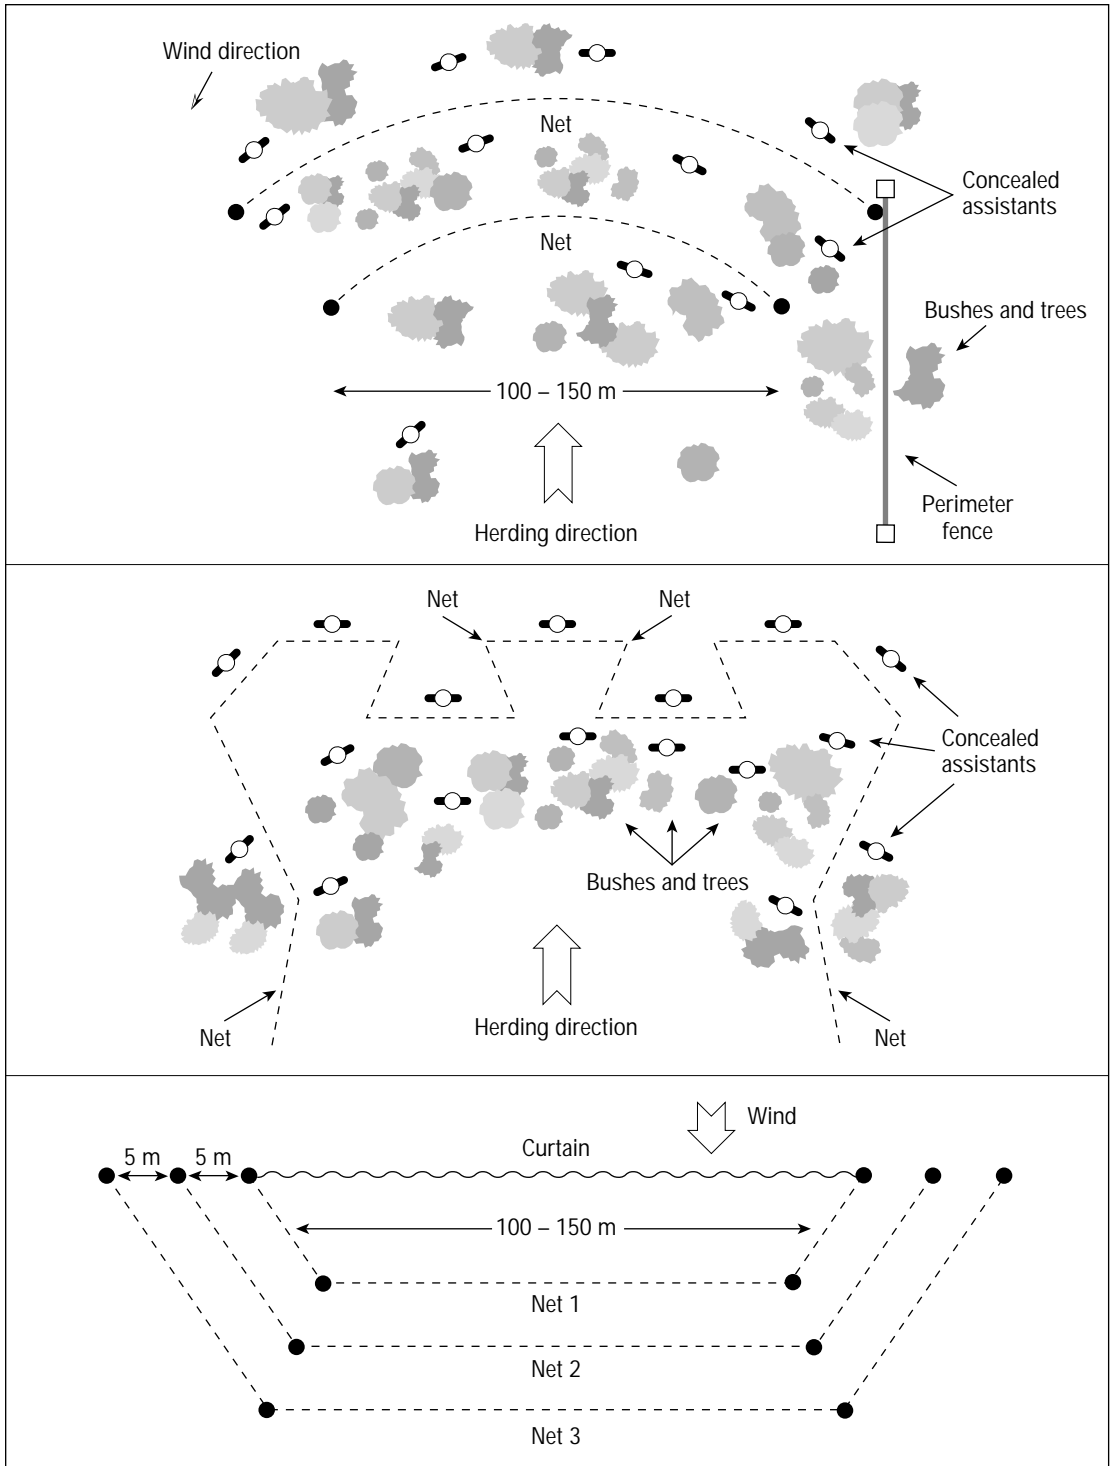 Wind direction
Net
Concealed
assistants
Net
Bushes and trees
100 – 150 m
Perimeter
fence
Herding direction
Net
Net
Concealed
assistants
Bushes and trees
Herding direction
Net
Net
Wind
Curtain
5 m
5 m
100 – 150 m
Net 1
Net 2
Net 3